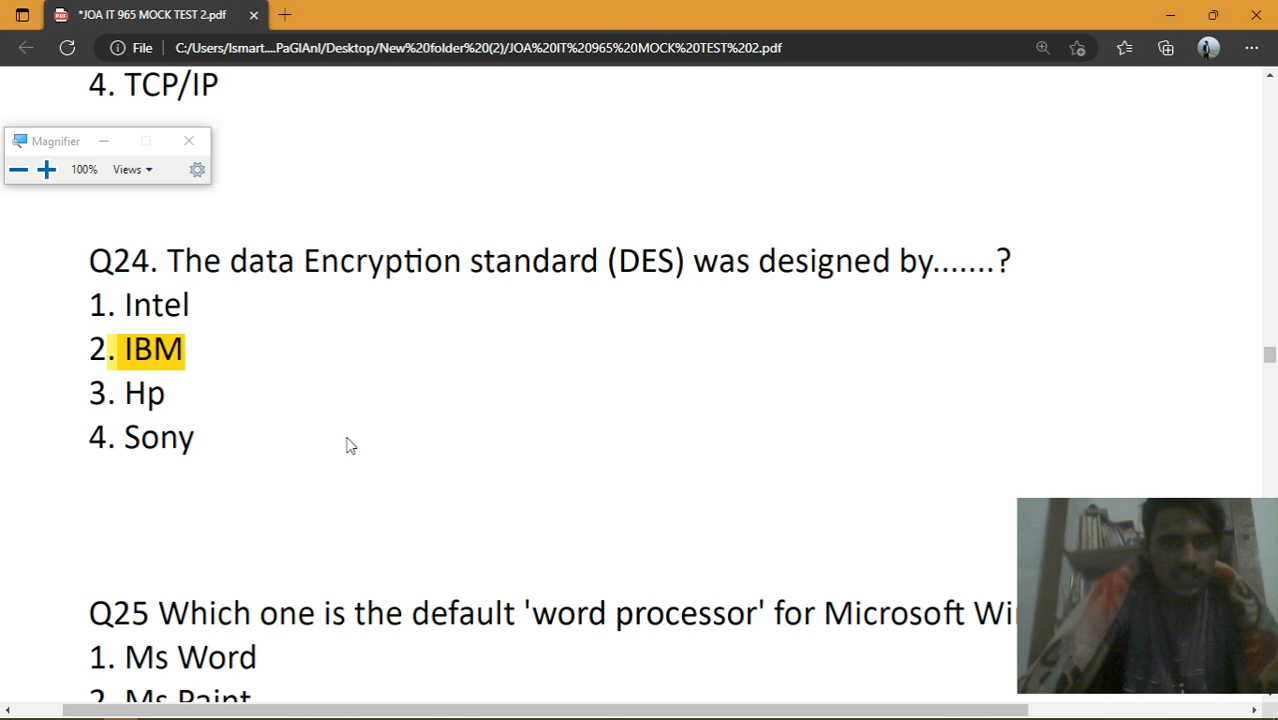 *JOA IT 965 MOCK TEST 2.pdf
File
C:/Users/Ismart....PaGlAnI/Desktop/New%20folder%20(2)/JOA%20IT%20965%20MOCK%20TEST%202.pdf
4. TCP/IP
Magnifier
100% Views
Q24. The data Encryption standard (DES) was designed by.......?
1. Intel
2. IBM
3. Hp
4. Sony
Q25 Which one is the default 'word processor' for Microsoft Wi
1. Ms Word
2. Ms Paint